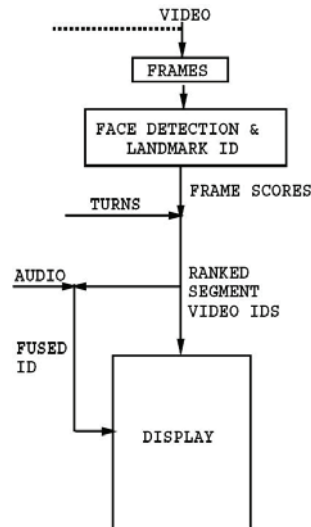 VIDEO
FRAMES
FACE DETECTION &
LANDMARK ID
FRAME SCORES
TURNS
AUDIO
RANKED
SEGMENT
VIDEO IDS
FUSED
ID
DISPLAY